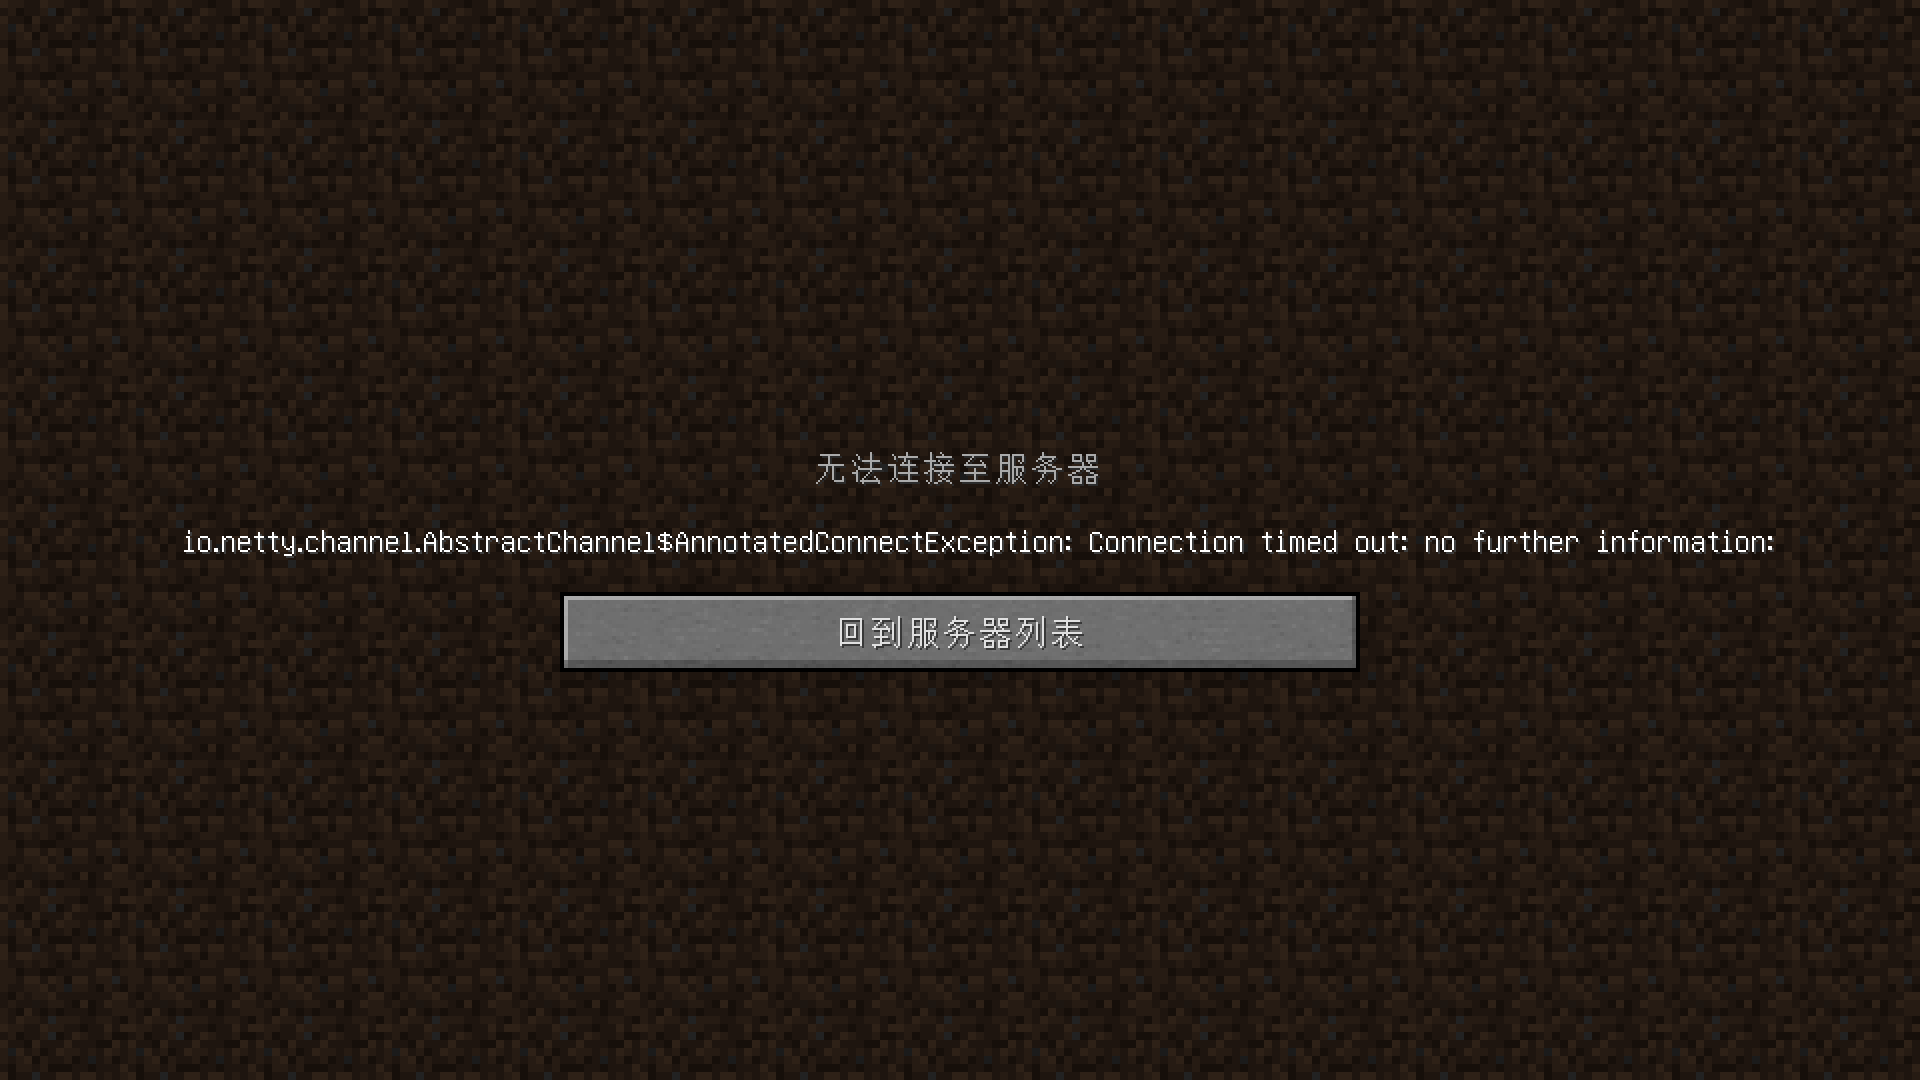 无法连接至服务器
io.netty.channel.AbstractChannel$AnnotatedConnectException: Connection timed out: no further information:
回到服务器列表